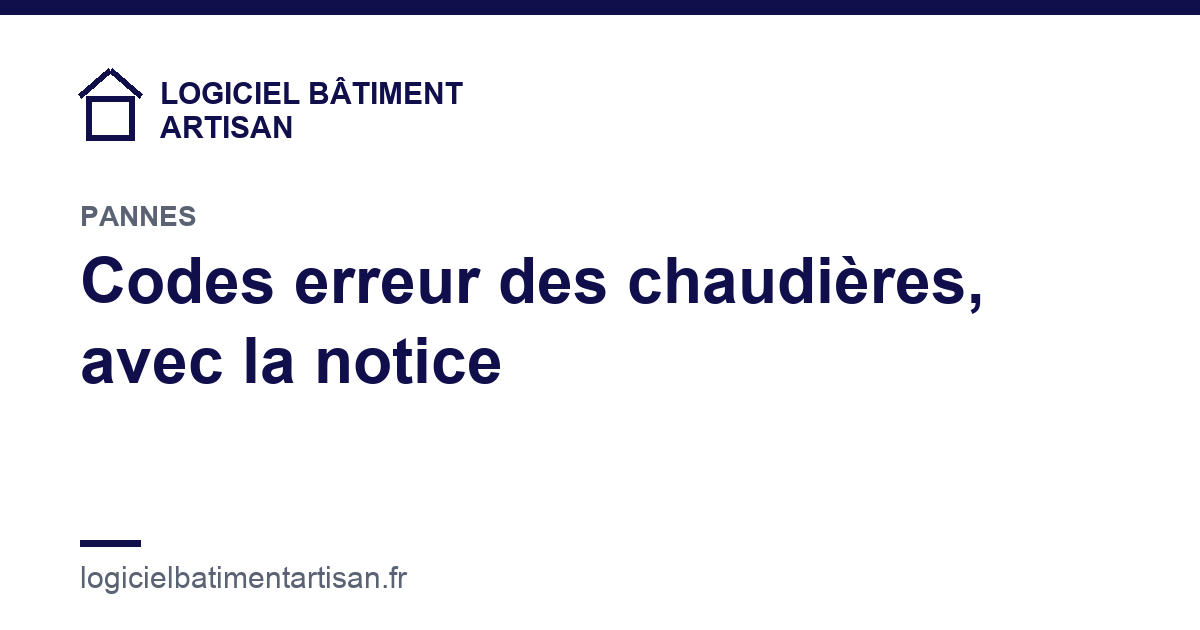 LOGICIEL BÂTIMENT
ARTISAN
PANNES
Codes erreur des chaudières,
avec la notice
logicielbatimentartisan.fr